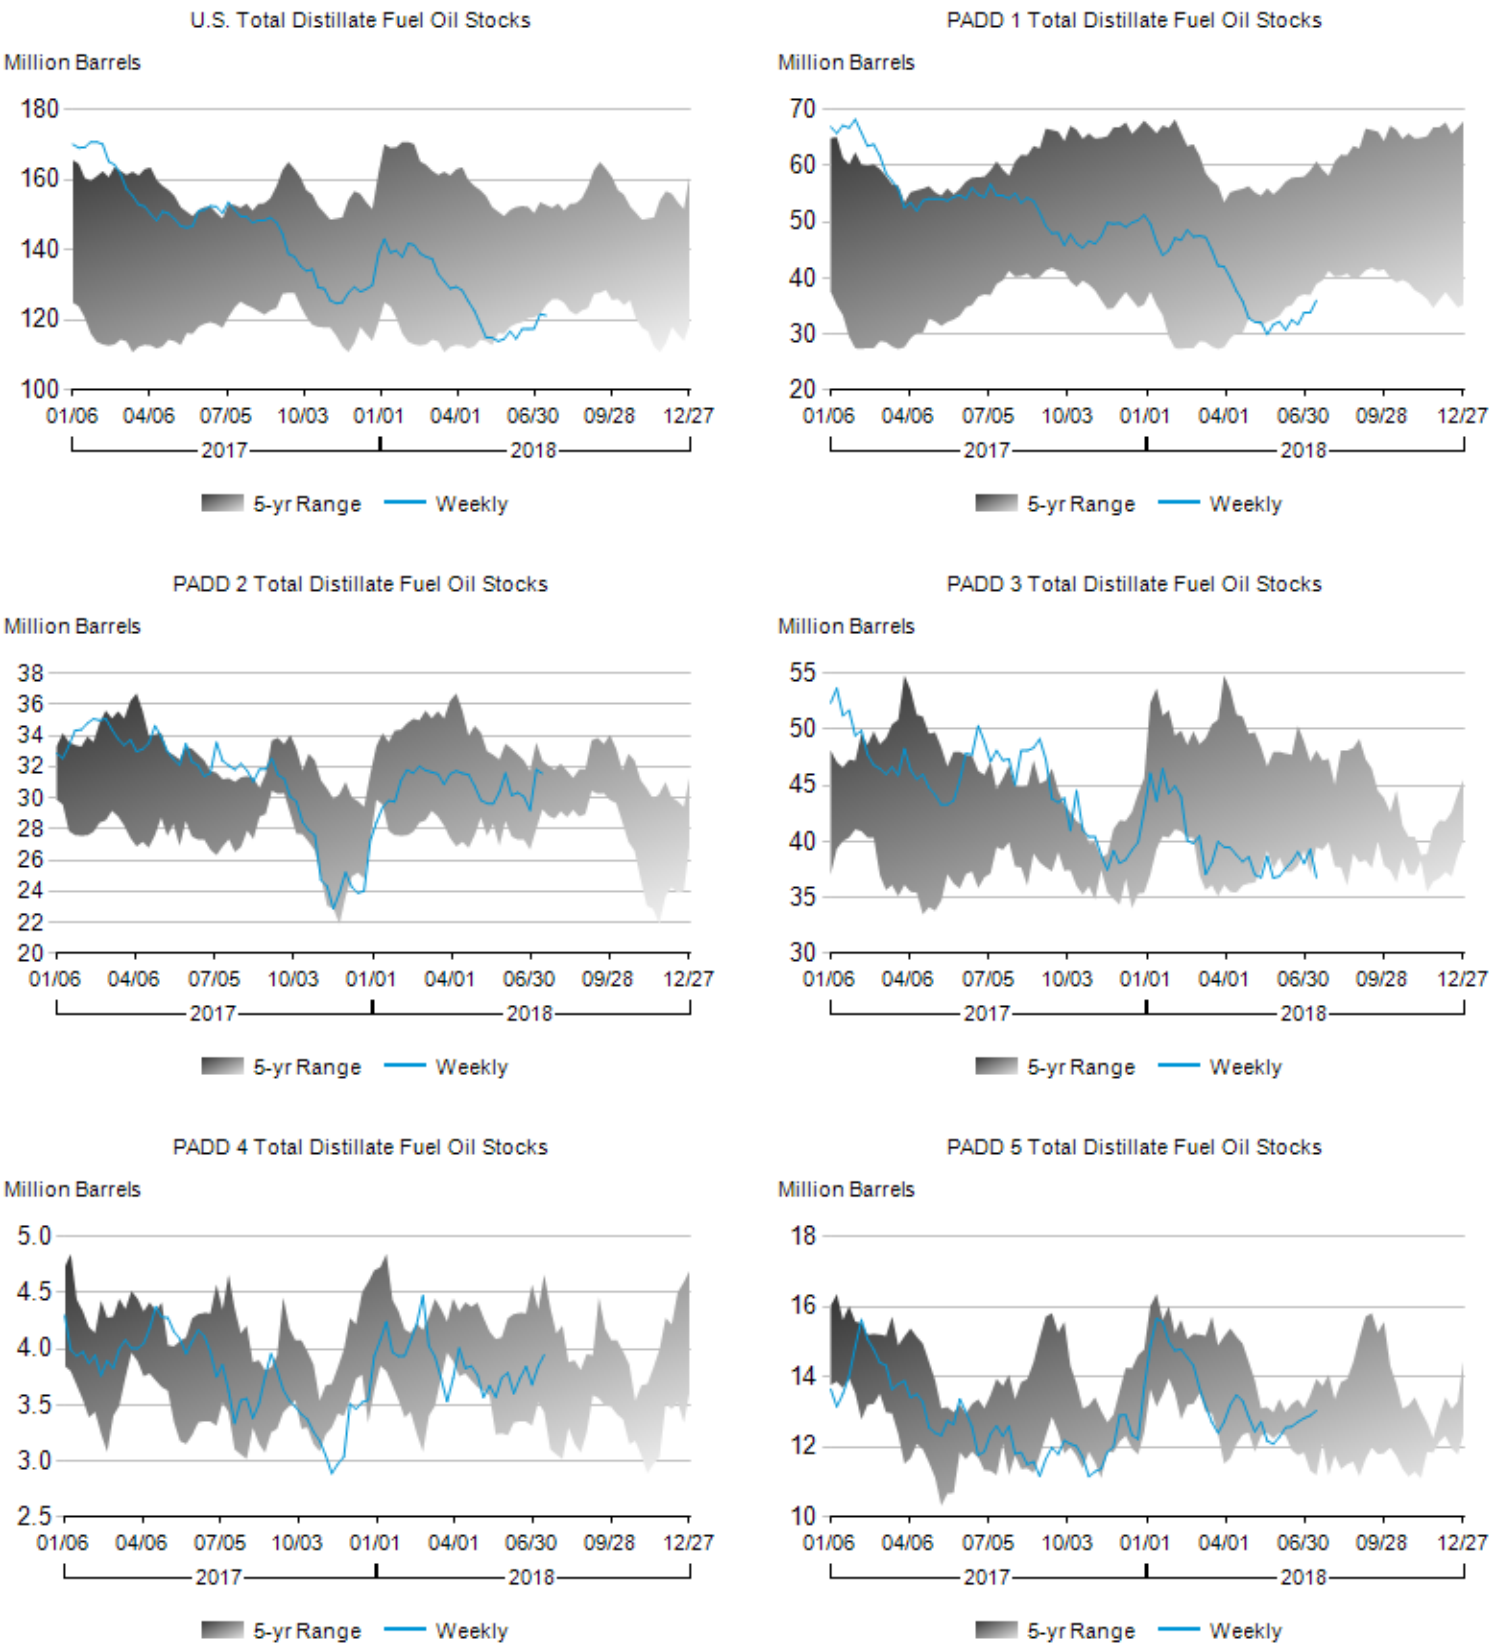 U.S. Total Distillate Fuel Oil Stocks
Million Barrels
180
160
140
120
100
01/06 04/06 07/05 10/03 01/01 04/01 06/30 09/28 12/27
2017 2018
5-yr Range Weekly
PADD 1 Total Distillate Fuel Oil Stocks
Million Barrels
70
60
50
40
30
20
01/06 04/06 07/05 10/03 01/01 04/01 06/30 09/28 12/27
2017 2018
5-yr Range Weekly
PADD 2 Total Distillate Fuel Oil Stocks
Million Barrels
38
36
34
32
30
28
26
24
22
20
01/06 04/06 07/05 10/03 01/01 04/01 06/30 09/28 12/27
2017 2018
5-yr Range Weekly
PADD 3 Total Distillate Fuel Oil Stocks
Million Barrels
55
50
45
40
35
30
01/06 04/06 07/05 10/03 01/01 04/01 06/30 09/28 12/27
2017 2018
5-yr Range Weekly
PADD 4 Total Distillate Fuel Oil Stocks
Million Barrels
5.0
4.5
4.0
3.5
3.0
2.5
01/06 04/06 07/05 10/03 01/01 04/01 06/30 09/28 12/27
2017 2018
5-yr Range Weekly
PADD 5 Total Distillate Fuel Oil Stocks
Million Barrels
18
16
14
12
10
01/06 04/06 07/05 10/03 01/01 04/01 06/30 09/28 12/27
2017 2018
5-yr Range Weekly